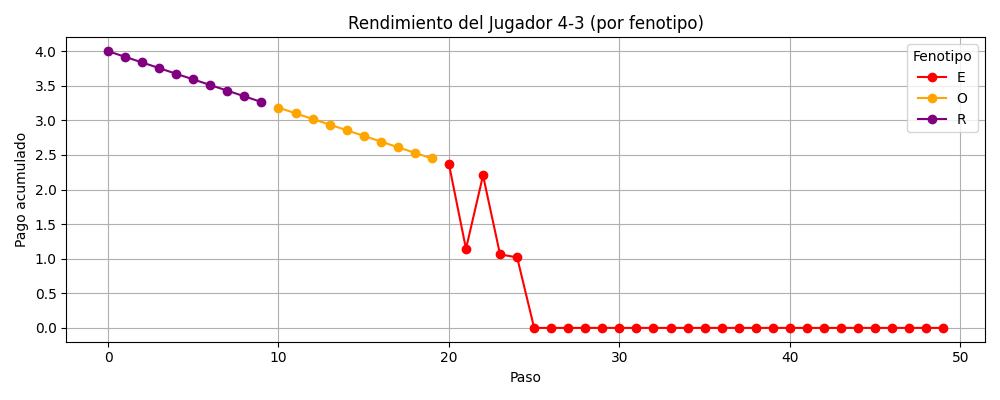 Rendimiento del Jugador 4-3 (por fenotipo)
Pago acumulado
4.0
3.5
3.0
2.5
2.0
1.5
1.0
0.5
0.0
Fenotipo
E
O
R
0 10 20 30 40 50
Paso